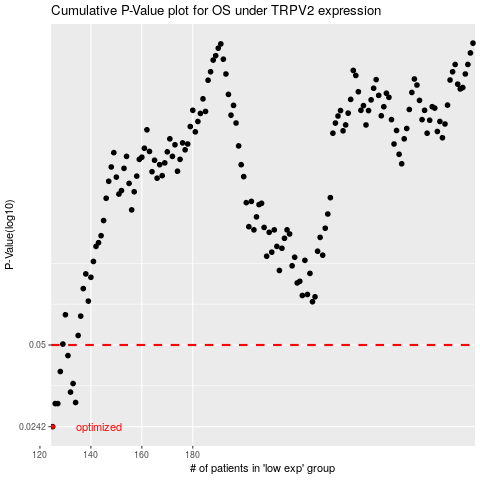 Cumulative P-Value plot for OS under TRPV2 expression
P-Value(log10)
0.05
0.0242
optimized
120 140 160 180
# of patients in 'low exp' group